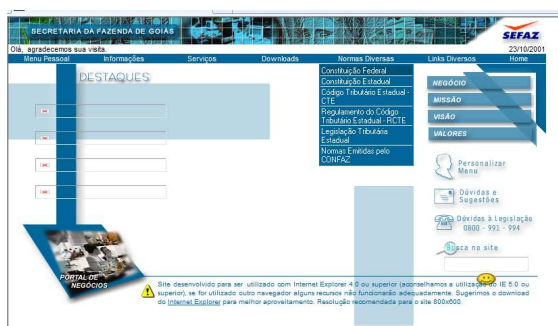 SECRETARIA DA FAZENDA DE GOIÁS
SEFAZ
Olá, agradecemos sua visita.
23/10/2001
Menu Pessoal Informações Serviços Downloads Normas Diversas Links Diversos Home
DESTAQUES
Constituição Federal
Constituição Estadual
Código Tributário Estadual -
CTE
Regulamento do Código
Tributário Estadual - RCTE
Legislação Tributária
Estadual
Normas Emitidas pelo
CONFAZ
NEGÓCIO
MISSÃO
VISÃO
VALORES
Personalizar
Menu
Dúvidas e
Sugestões
Dúvidas à Legislação
0800 - 991 - 994
Busca no site
PORTAL DE
NEGÓCIOS
Site desenvolvido para ser utilizado com Internet Explorer 4.0 ou superior (aconselhamos a utilização do IE 5.0 ou
superior), se for utilizado outro navegador alguns recursos não funcionarão adequadamente. Sugerimos o download
do Internet Explorer para melhor aproveitamento. Resolução recomendada para o site 800x600.